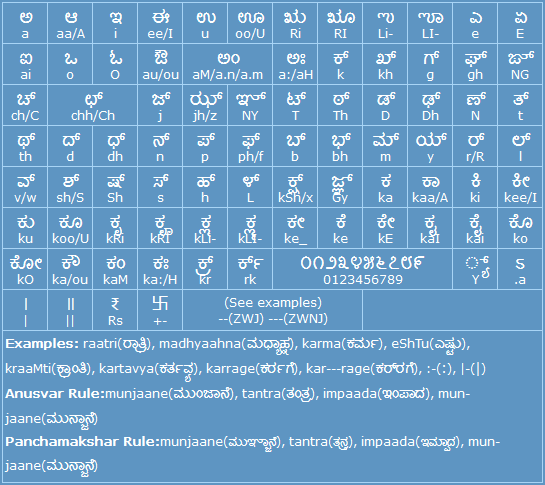 ಅ ಆ ಇ ಈ ಉ ಊ ಋ ೠ ಌ ೡ ಎ ಏ
a aa/A i ee/I u oo/U Ri RI Li- LI- e E
ಐ ಒ ಓ ಔ ಅಂ ಅಃ ಕ್ ಖ್ ಗ್ ಘ್ ಙ್
ai o O au/ou aM/a.n/a.m a:/aH k kh g gh NG
ಚ್ ಛ್ ಜ್ ಝ್ ಞ್ ಟ್ ಠ್ ಡ್ ಢ್ ಣ್ ತ್
ch/C chh/Ch j jh/z NY T Th D Dh N t
ಥ್ ದ್ ಧ್ ನ್ ಪ್ ಫ್ ಬ್ ಭ್ ಮ್ ಯ್ ರ್ ಲ್
th d dh n p ph/f b bh m y r/R l
ವ್ ಶ್ ಷ್ ಸ್ ಹ್ ಳ್ ಕ್ಷ್ ಜ್ಞ್ ಕ ಕಾ ಕಿ ಕೀ
v/w sh/S Sh s h L kSh/x Gy ka kaa/A ki kee/I
ಕು ಕೂ ಕೃ ಕೄ ಕೢ ಕೣ ಕೇ ಕೆ ಕೇ ಕೈ ಕೈ ಕೊ
ku koo/U kRi kRI kLi- kLI- ke_ ke kE kaI kai ko
ಕೋ ಕೌ ಕಂ ಕಃ ಕ್ರ್ ರ್ಕ್ ೦೧೨೩೪೫೬೭೮೯ ್ಯ್ ಽ
kO ka/ou kaM ka:/H kr rk 0123456789 Y .a
| || ₹ 卐 (See examples)
| || Rs +- --(ZWJ) ---(ZWNJ)
Examples: raatri(ರಾತ್ರಿ), madhyaahna(ಮಧ್ಯಾಹ್ನ), karma(ಕರ್ಮ), eShTu(ಎಷ್ಟು),
kraaMti(ಕ್ರಾಂತಿ), kartavya(ಕರ್ತವ್ಯ), karrage(ಕರ್ರಗೆ), kar---rage(ಕರ್‌ರಗೆ), :-(:), |-(|)
Anusvar Rule:munjaane(ಮುಂಜಾನೆ), tantra(ತಂತ್ರ), impaada(ಇಂಪಾದ), mun-
jaane(ಮುನ್ಜಾನೆ)
Panchamakshar Rule:munjaane(ಮುಞ್ಜಾನೆ), tantra(ತನ್ತ್ರ), impaada(ಇಮ್ಪಾದ), mun-
jaane(ಮುನ್ಜಾನೆ)